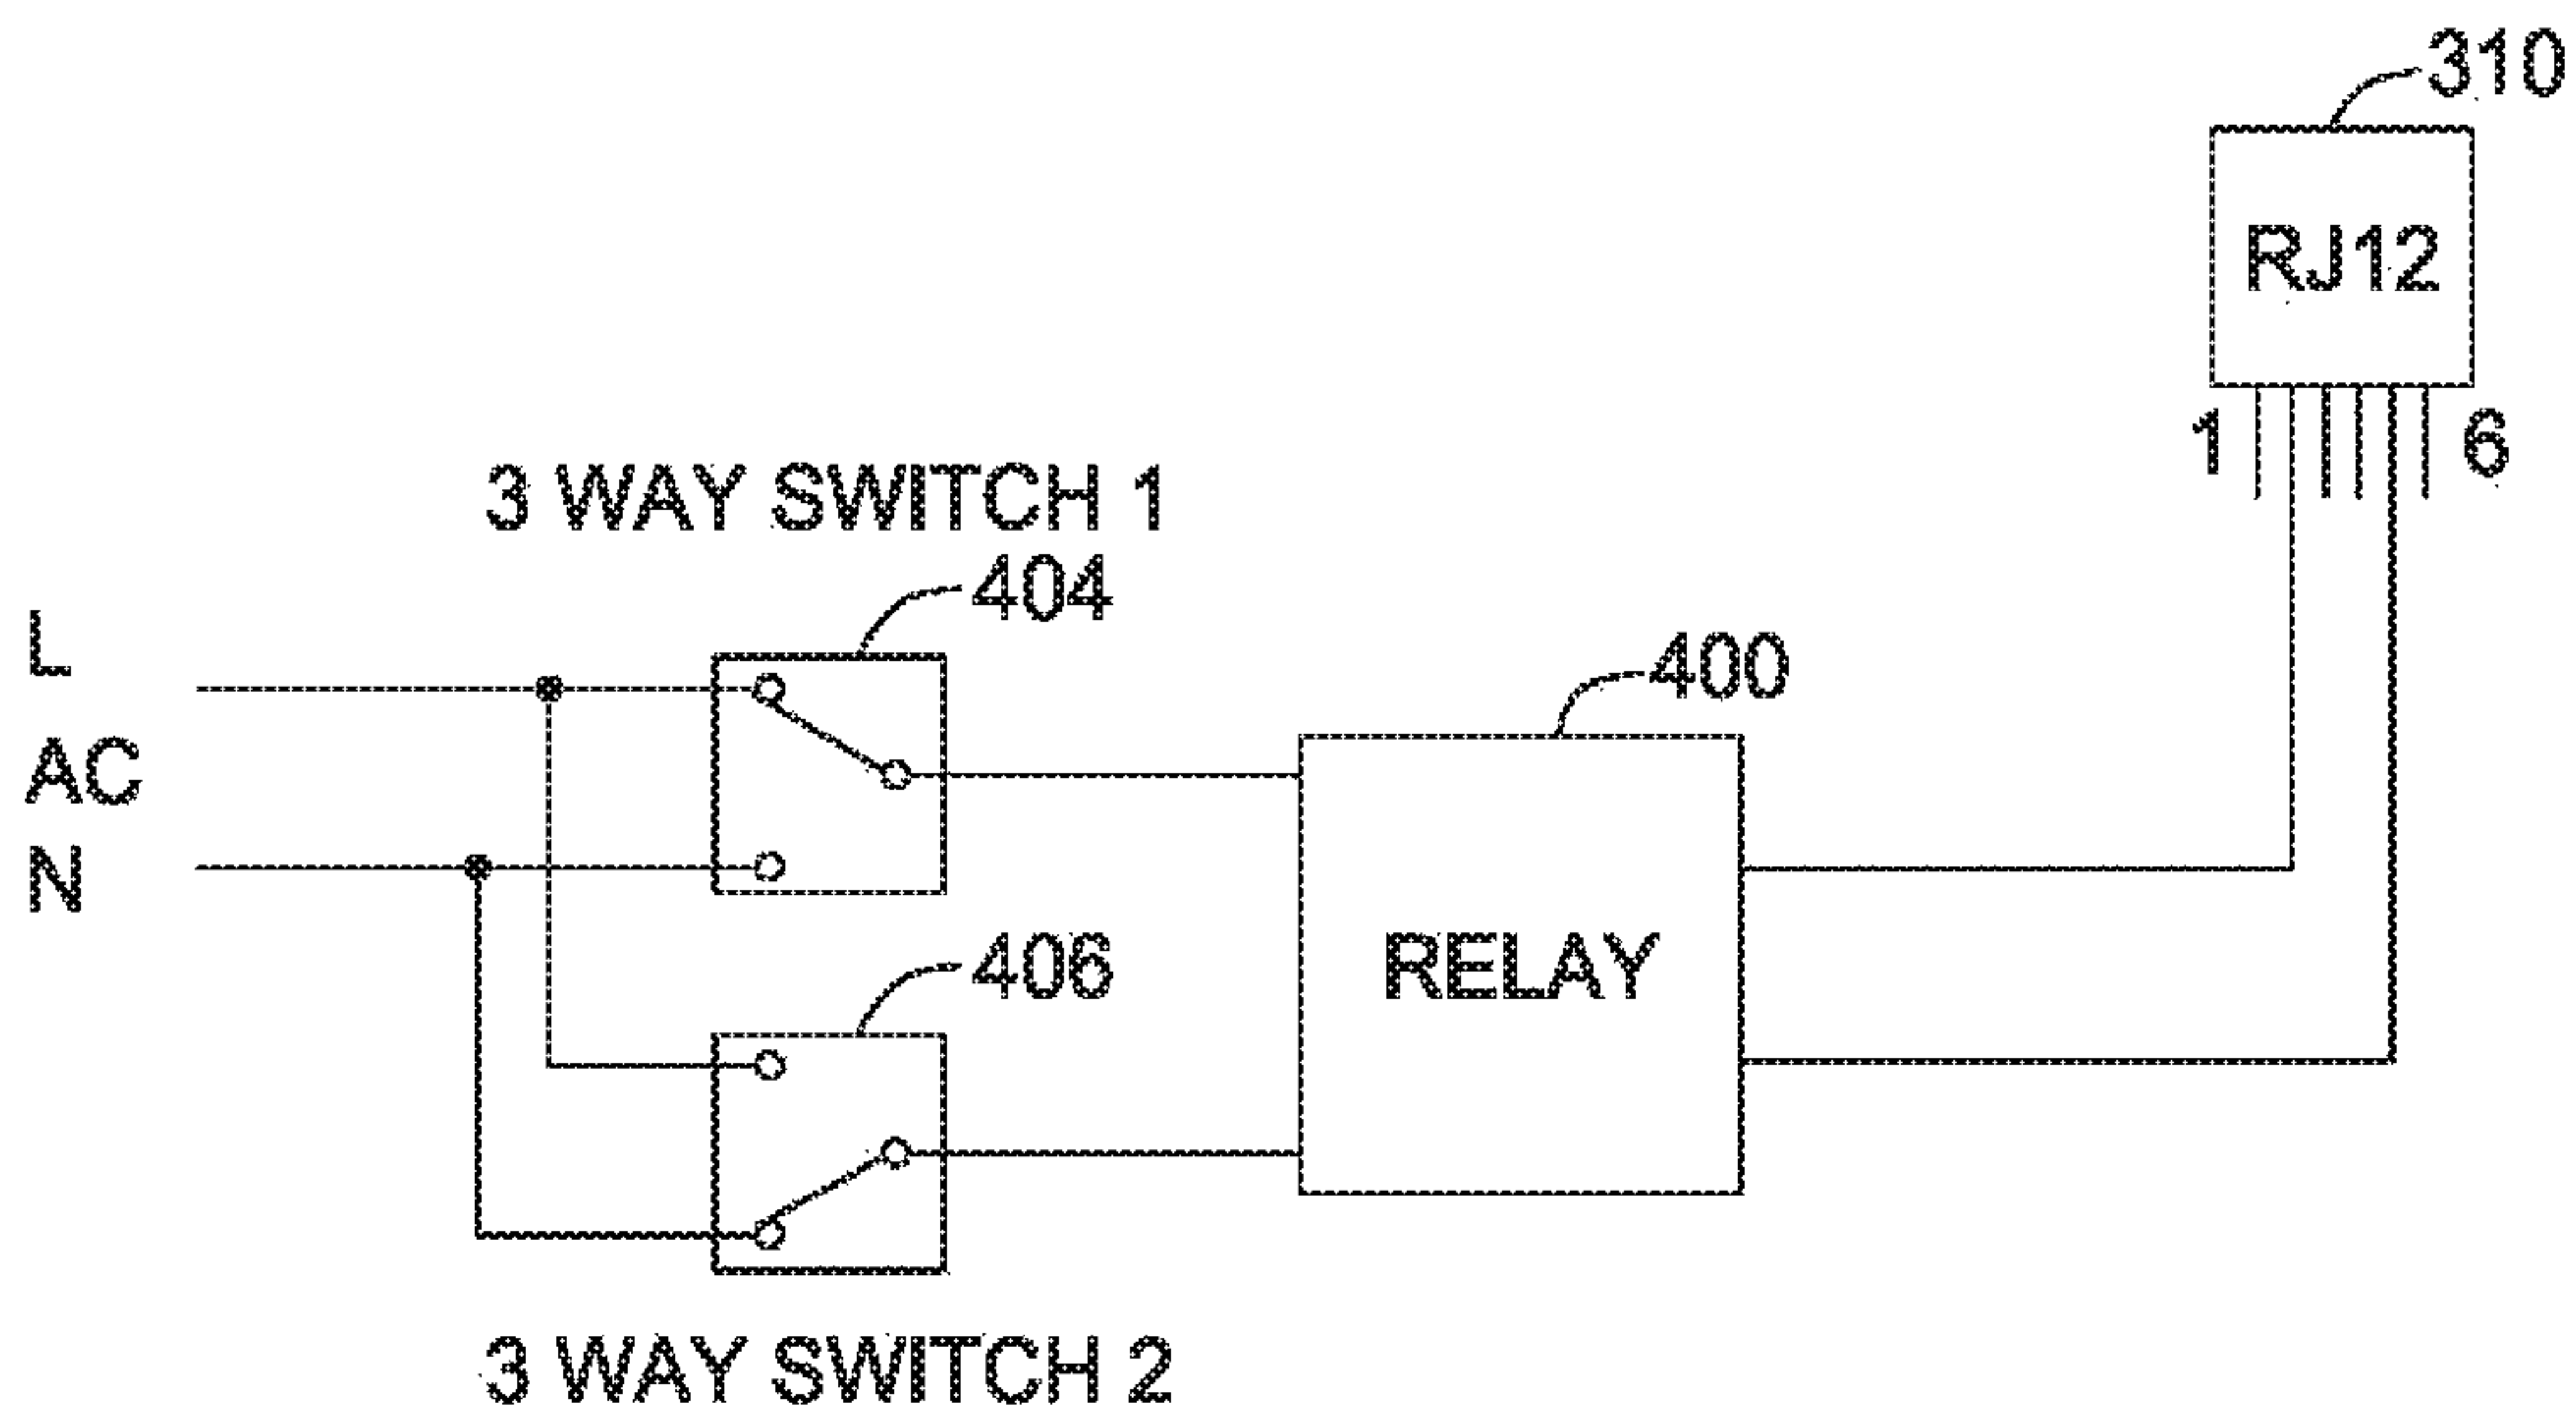 310
RJ12
1
6
3 WAY SWITCH 1
404
L
AC
N
400
RELAY
406
3 WAY SWITCH 2